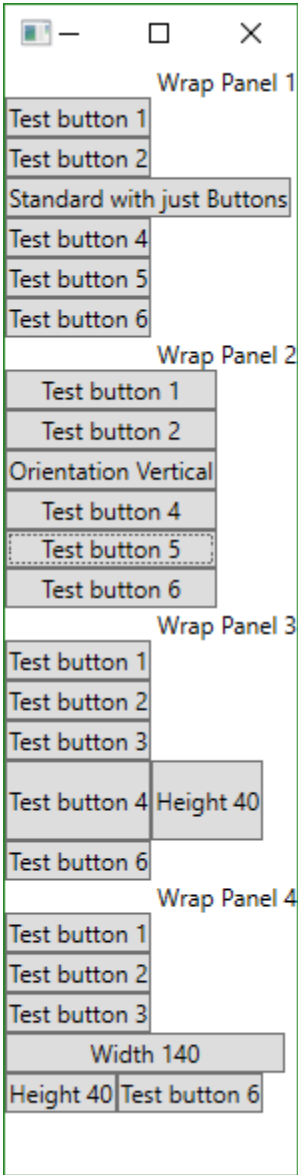 Wrap Panel 1
Test button 1
Test button 2
Standard with just Buttons
Test button 4
Test button 5
Test button 6
Wrap Panel 2
Test button 1
Test button 2
Orientation Vertical
Test button 4
Test button 5
Test button 6
Wrap Panel 3
Test button 1
Test button 2
Test button 3
Test button 4 Height 40
Test button 6
Wrap Panel 4
Test button 1
Test button 2
Test button 3
Width 140
Height 40 Test button 6